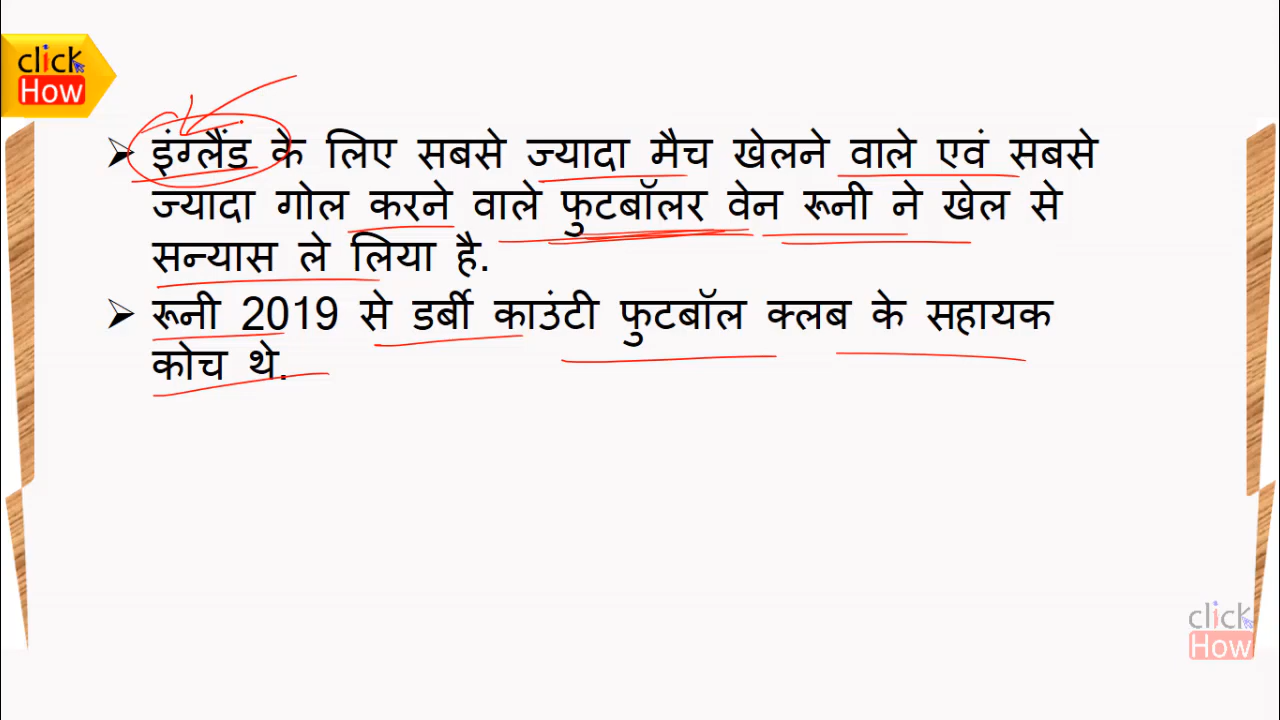 click
How
➢ इंग्लैंड के लिए सबसे ज्यादा मैच खेलने वाले एवं सबसे
ज्यादा गोल करने वाले फुटबॉलर वेन रूनी ने खेल से
सन्यास ले लिया है.
➢ रूनी 2019 से डर्बी काउंटी फुटबॉल क्लब के सहायक
कोच थे.
click
How